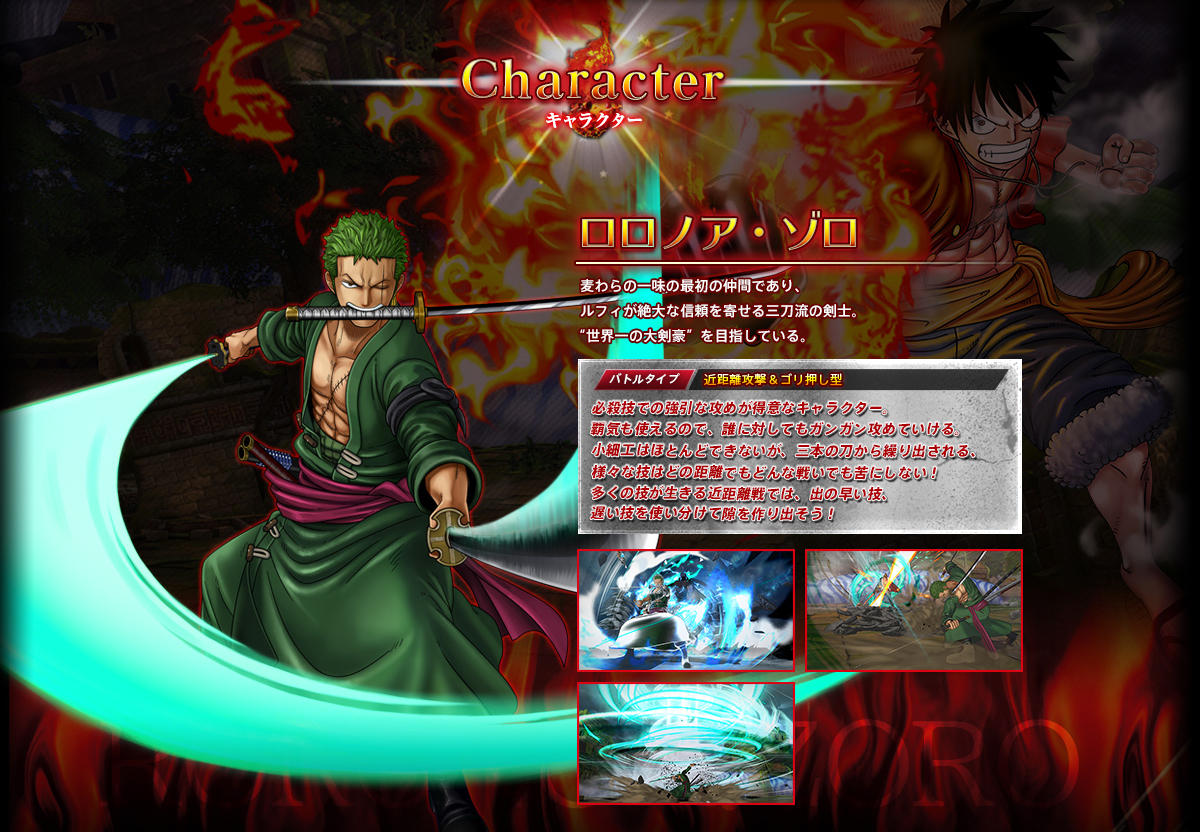 Character
キャラクター
ロロノア・ゾロ
麦わらの一味の最初の仲間であり、
ルフィが絶大な信頼を寄せる三刀流の剣士。
“世界一の大剣豪”を目指している。
バトルタイプ 近距離攻撃＆ゴリ押し型
必殺技での強引な攻めが得意なキャラクター。
覇気も使えるので、誰に対してもガンガン攻めていける。
小細工はほとんどできないが、三本の刀から繰り出される、
様々な技はどの距離でもどんな戦いでも苦にしない！
多くの技が生きる近距離戦では、出の早い技、
遅い技を使い分けて隙を作り出そう！
ZORO